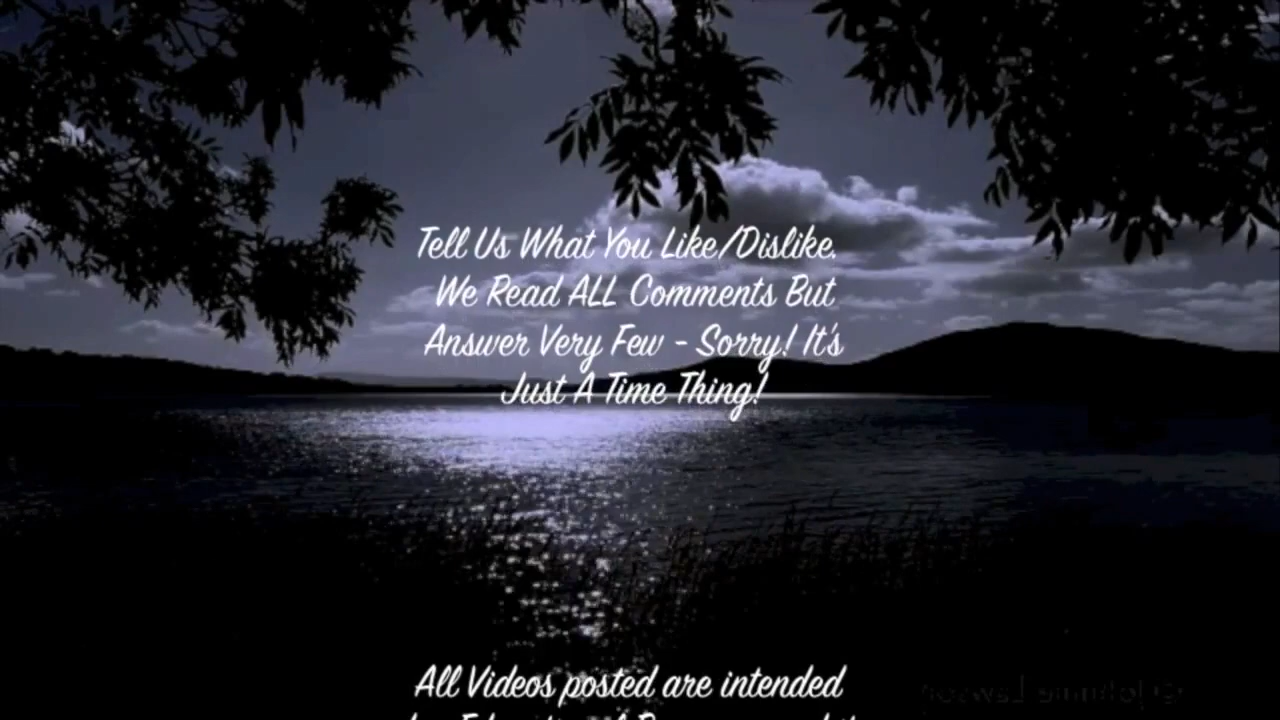 Tell Us What You Like/Dislike.
We Read ALL Comments But
Answer Very Few - Sorry! It's
Just A Time Thing!
All Videos posted are intended